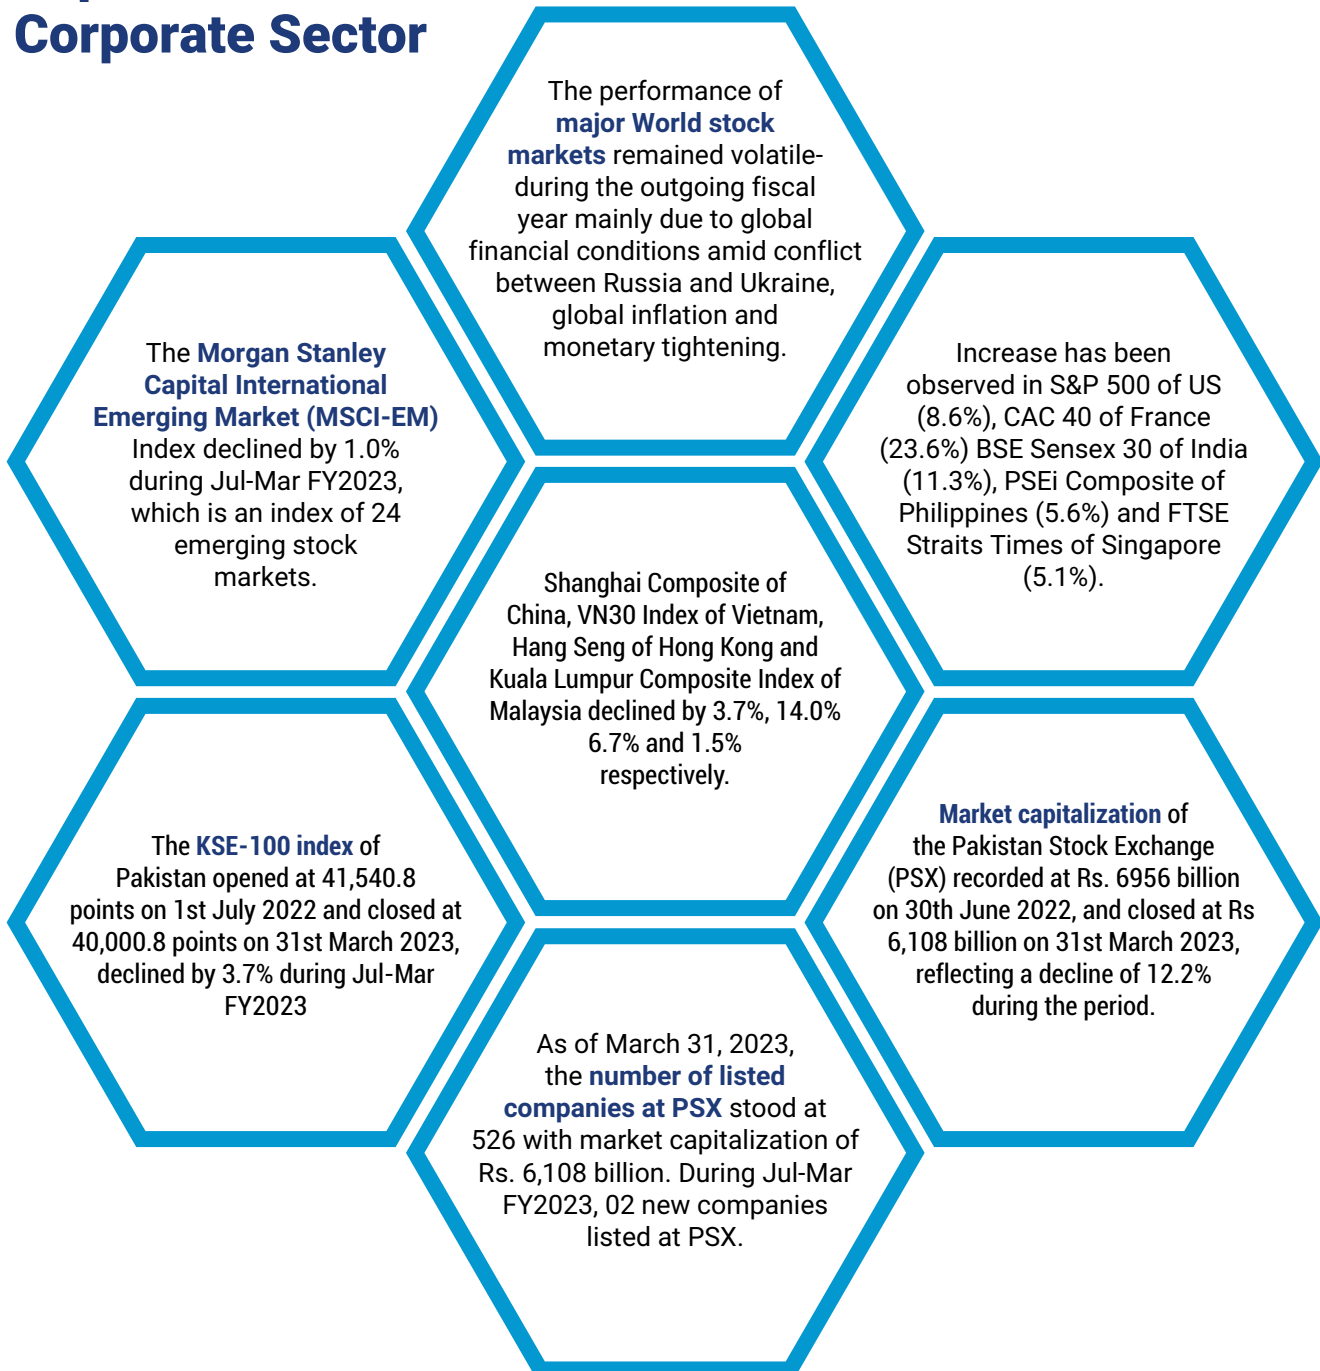 Corporate Sector
The performance of
major World stock
markets remained volatile-
during the outgoing fiscal
year mainly due to global
financial conditions amid conflict
between Russia and Ukraine,
global inflation and
monetary tightening.
The Morgan Stanley
Capital International
Emerging Market (MSCI-EM)
Index declined by 1.0%
during Jul-Mar FY2023,
which is an index of 24
emerging stock
markets.
Increase has been
observed in S&P 500 of US
(8.6%), CAC 40 of France
(23.6%) BSE Sensex 30 of India
(11.3%), PSEi Composite of
Philippines (5.6%) and FTSE
Straits Times of Singapore
(5.1%).
Shanghai Composite of
China, VN30 Index of Vietnam,
Hang Seng of Hong Kong and
Kuala Lumpur Composite Index of
Malaysia declined by 3.7%, 14.0%
6.7% and 1.5%
respectively.
The KSE-100 index of
Pakistan opened at 41,540.8
points on 1st July 2022 and closed at
40,000.8 points on 31st March 2023,
declined by 3.7% during Jul-Mar
FY2023
Market capitalization of
the Pakistan Stock Exchange
(PSX) recorded at Rs. 6956 billion
on 30th June 2022, and closed at Rs
6,108 billion on 31st March 2023,
reflecting a decline of 12.2%
during the period.
As of March 31, 2023,
the number of listed
companies at PSX stood at
526 with market capitalization of
Rs. 6,108 billion. During Jul-Mar
FY2023, 02 new companies
listed at PSX.